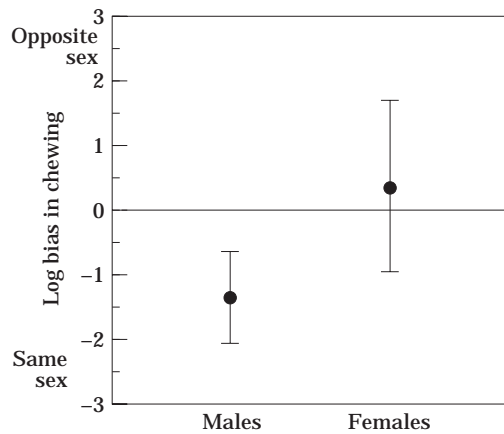 3
Opposite
sex
2
1
0
Log bias in chewing
−1
−2
Same
sex
−3
Males Females